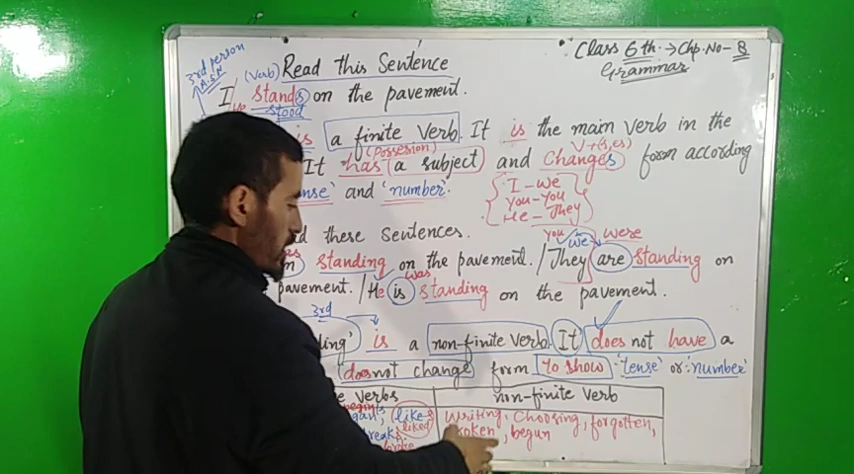 Class 6th. → Chp. No- 8
Grammar
3rd person
(Verb) Read this Sentence
I stands on the pavement.
He stood
is a finite verb. It is the main verb in the
(possession) V+(s,es)
It has a subject and changes form according
and 'number'.
I - We
You - You
He - They
these Sentences.
You We were
standing on the pavement. / They are standing on
was
pavement. / He is standing on the pavement.
3rd
is a non-finite verb. It does not have a
doesnot change form to show 'tense' or 'number'
verbs non-finite verb
like-s writing, Choosing, forgotten,
liked begun